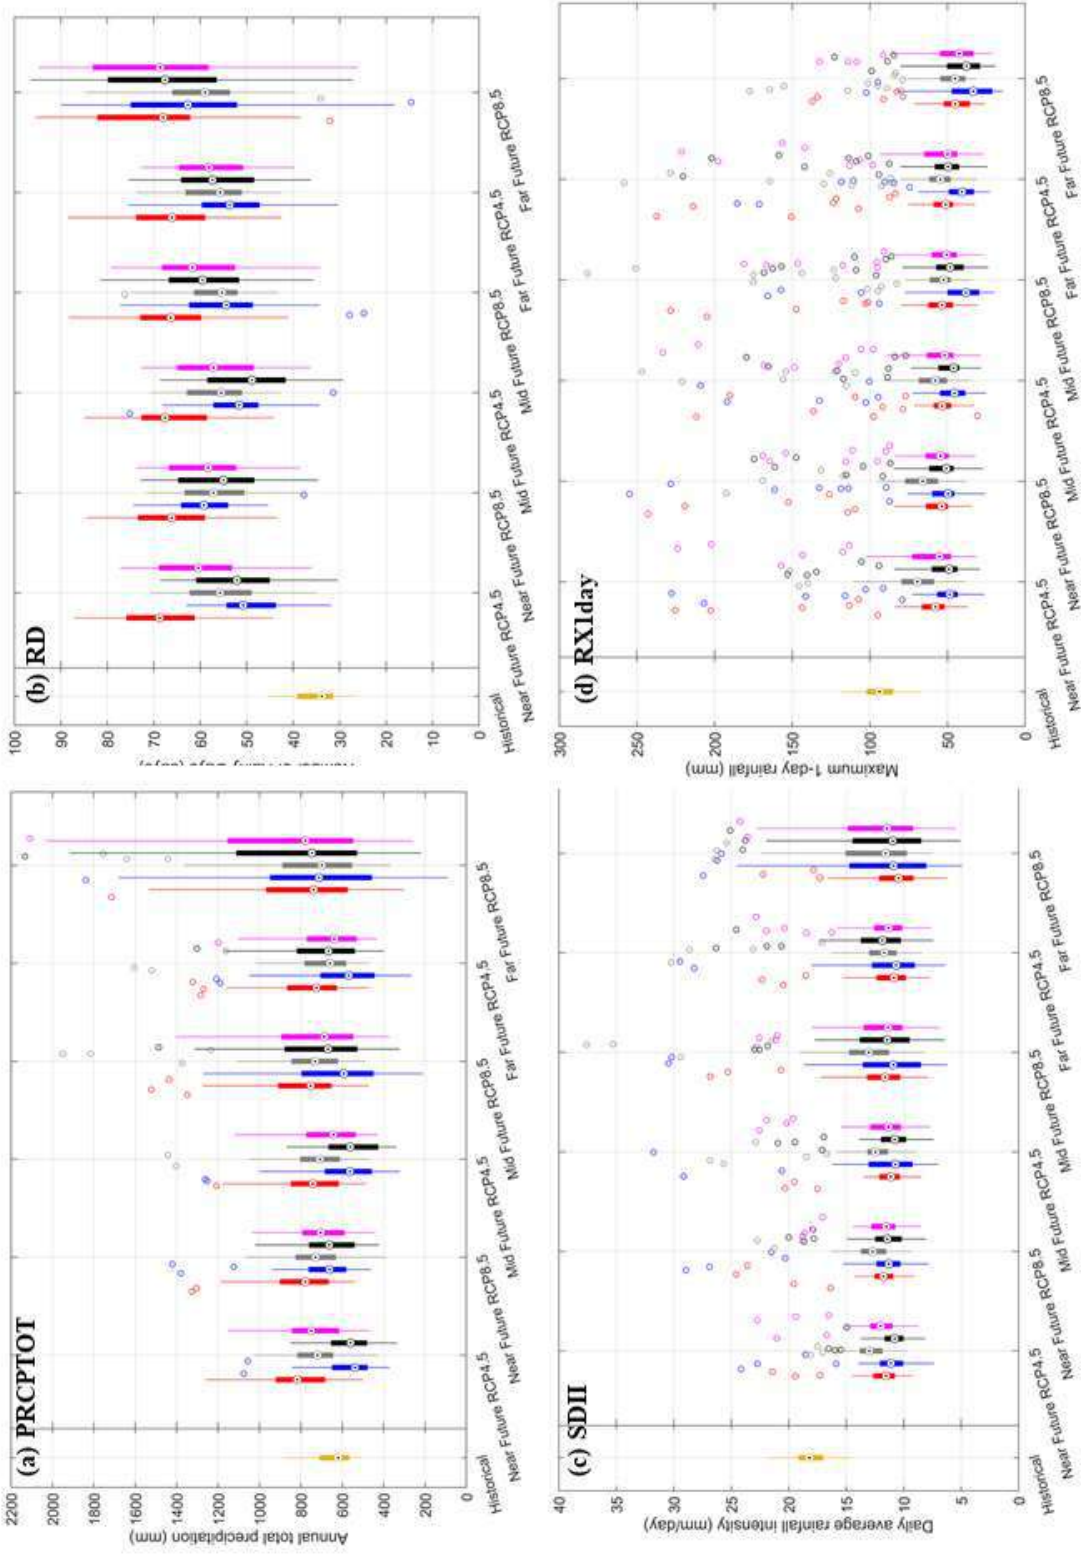 (a) PRCPTOT
Annual total precipitation (mm)
2200
2000
1800
1600
1400
1200
1000
800
600
400
200
0
Historical
Near Future RCP4.5
Near Future RCP8.5
Mid Future RCP4.5
Mid Future RCP8.5
Far Future RCP4.5
Far Future RCP8.5
(b) RD
100
90
80
70
60
50
40
30
20
10
0
Historical
Near Future RCP4.5
Near Future RCP8.5
Mid Future RCP4.5
Mid Future RCP8.5
Far Future RCP4.5
Far Future RCP8.5
(c) SDII
Daily average rainfall intensity (mm/day)
40
35
30
25
20
15
10
5
0
Historical
Near Future RCP4.5
Near Future RCP8.5
Mid Future RCP4.5
Mid Future RCP8.5
Far Future RCP4.5
Far Future RCP8.5
(d) RX1day
Maximum 1-day rainfall (mm)
300
250
200
150
100
50
0
Historical
Near Future RCP4.5
Near Future RCP8.5
Mid Future RCP4.5
Mid Future RCP8.5
Far Future RCP4.5
Far Future RCP8.5